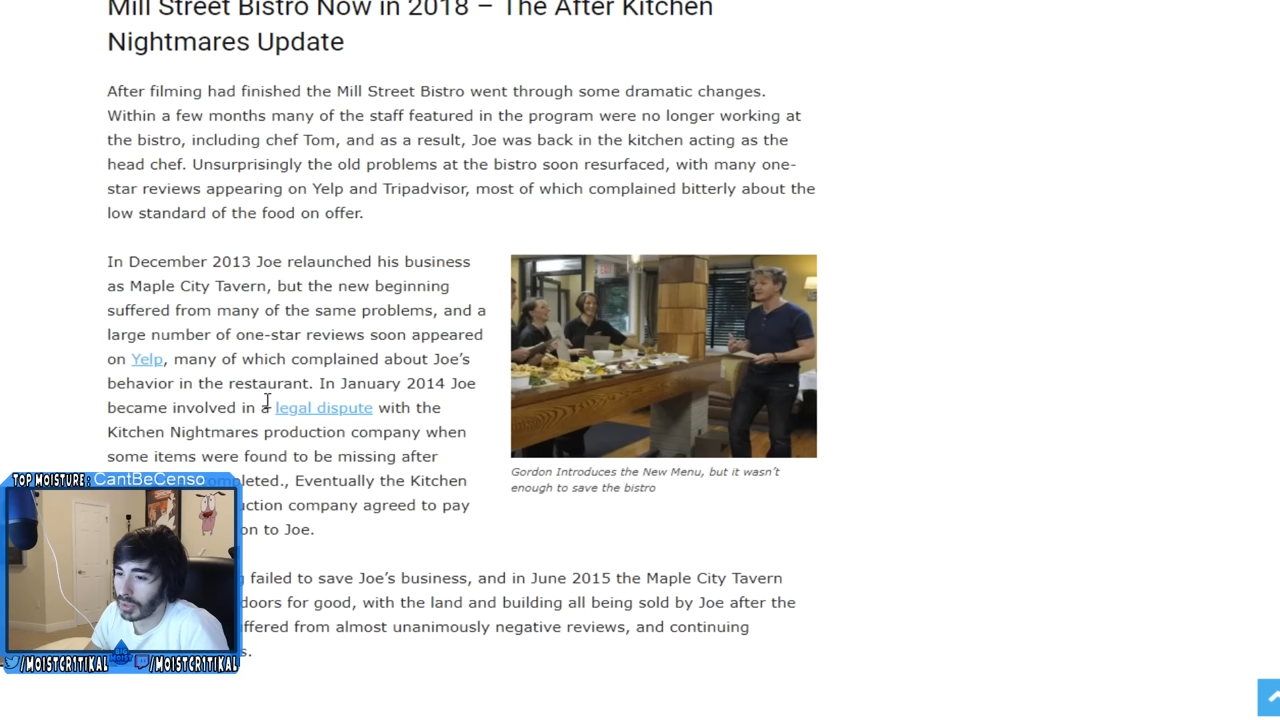 Mill Street Bistro Now in 2018 – The After Kitchen
Nightmares Update
After filming had finished the Mill Street Bistro went through some dramatic changes.
Within a few months many of the staff featured in the program were no longer working at
the bistro, including chef Tom, and as a result, Joe was back in the kitchen acting as the
head chef. Unsurprisingly the old problems at the bistro soon resurfaced, with many one-
star reviews appearing on Yelp and Tripadvisor, most of which complained bitterly about the
low standard of the food on offer.
In December 2013 Joe relaunched his business
as Maple City Tavern, but the new beginning
suffered from many of the same problems, and a
large number of one-star reviews soon appeared
on Yelp, many of which complained about Joe’s
behavior in the restaurant. In January 2014 Joe
became involved in a legal dispute with the
Kitchen Nightmares production company when
some items were found to be missing after
mpleted., Eventually the Kitchen
uction company agreed to pay
on to Joe.
Gordon Introduces the New Menu, but it wasn’t
enough to save the bistro
failed to save Joe’s business, and in June 2015 the Maple City Tavern
doors for good, with the land and building all being sold by Joe after the
ffered from almost unanimously negative reviews, and continuing
s.
TOP MOISTURE: CantBeCenso
BIG MOIST
/MOISTCR1TIKAL
/MOISTCR1TIKAL